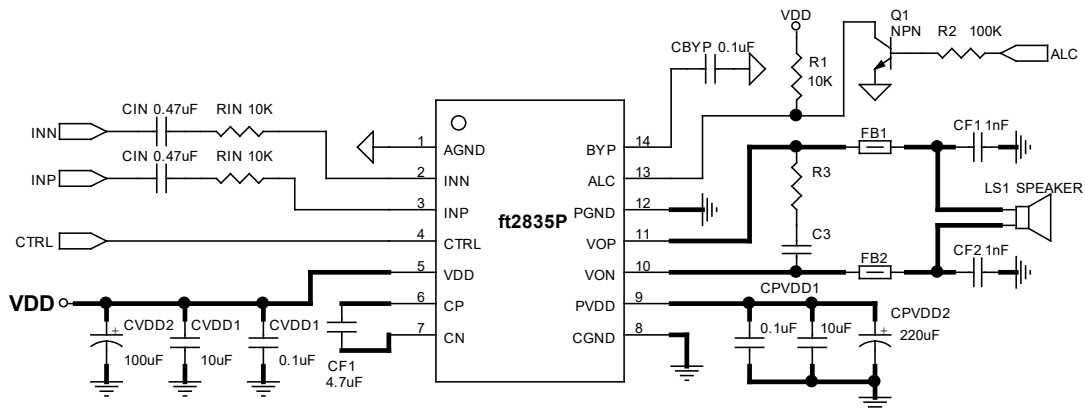 VDD
Q1
NPN
R2 100K
ALC
CBYP 0.1uF
R1
10K
CIN 0.47uF RIN 10K
INN
CIN 0.47uF RIN 10K
INP
CTRL
1 AGND
2 INN
3 INP
4 CTRL
5 VDD
6 CP
7 CN
ft2835P
BYP 14
ALC 13
PGND 12
VOP 11
VON 10
PVDD 9
CGND 8
FB1
CF1 1nF
R3
LS1 SPEAKER
C3
FB2
CF2 1nF
VDD
+
CVDD2
100uF
CVDD1
10uF
CVDD1
0.1uF
CF1
4.7uF
CPVDD1
0.1uF
10uF
+
CPVDD2
220uF